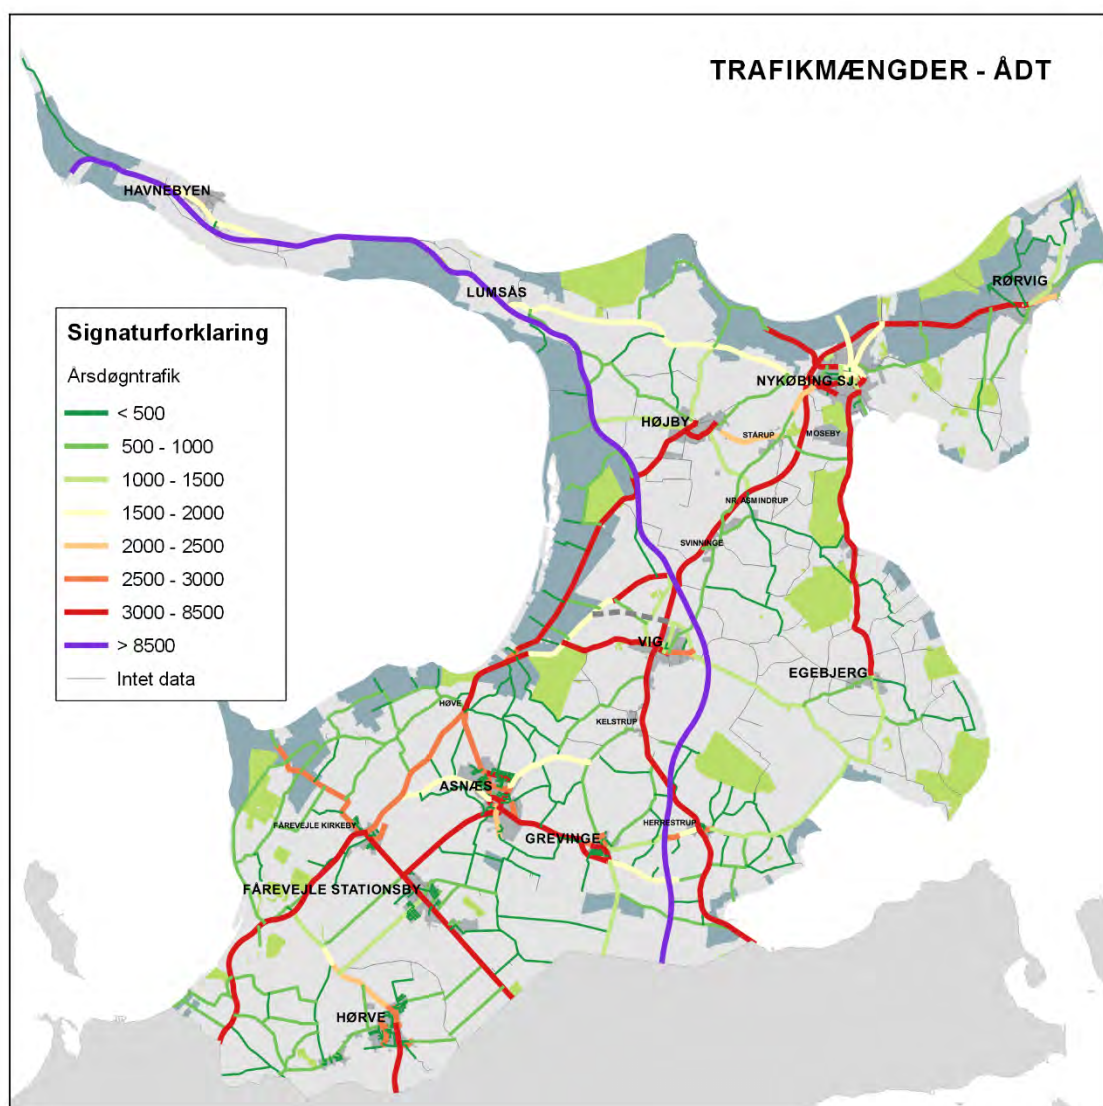 TRAFIKMÆNGDER - ÅDT
HAVNEBYEN
RØRVIG
LUMSÅS
Signaturforklaring
Årsdøgntrafik
< 500
500 - 1000
1000 - 1500
1500 - 2000
2000 - 2500
2500 - 3000
3000 - 8500
> 8500
Intet data
NYKØBING SJ.
HØJBY
STÅRUP
MOSEBY
NR. ASMINDRUP
SVINNINGE
VIG
EGEBJERG
HØVE
KELSTRUP
ASNÆS
FÅREVEJLE KIRKEBY
GREVINGE
HERRESTRUP
FÅREVEJLE STATIONSBY
HØRVE